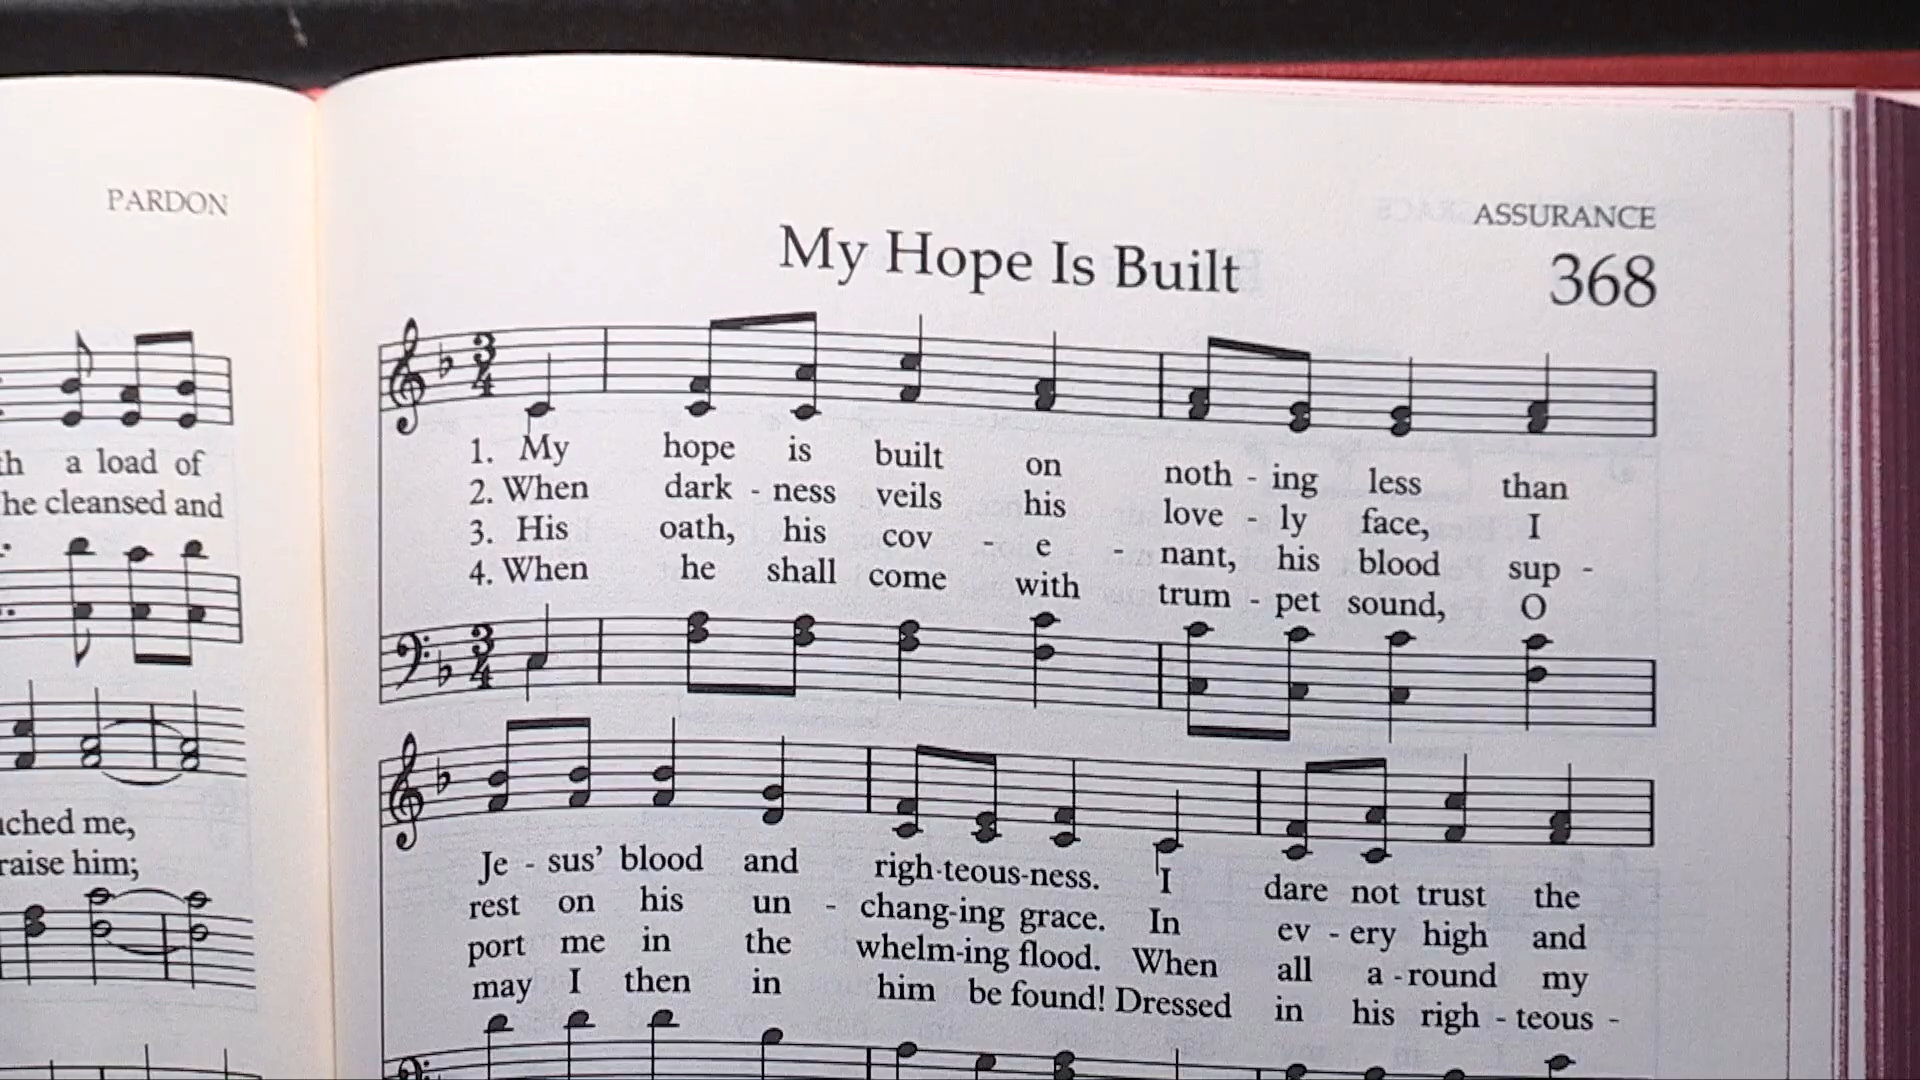 PARDON
th a load of
he cleansed and
ched me,
raise him;
ASSURANCE
My Hope Is Built
368
3
4
1. My hope is built on noth - ing less than
2. When dark - ness veils his love - ly face, I
3. His oath, his cov - e - nant, his blood sup -
4. When he shall come with trum - pet sound, O
3
4
Je - sus’ blood and righ-teous-ness. I dare not trust the
rest on his un - chang-ing grace. In ev - ery high and
port me in the whelm-ing flood. When all a - round my
may I then in him be found! Dressed in his righ - teous -